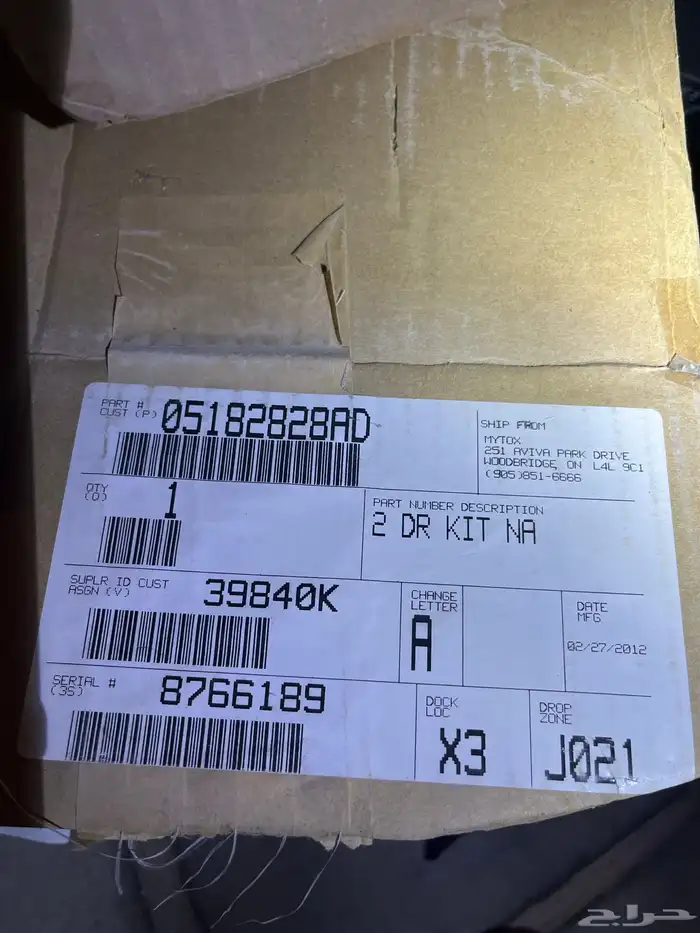 PART #
CUST (P)
05182828AD
SHIP FROM
MYTOX
251 AVIVA PARK DRIVE
WOODBRIDGE, ON L4L 9C1
(905)851-6666
QTY
(Q)
1
PART NUMBER DESCRIPTION
2 DR KIT NA
SUPLR ID CUST
ASGN (V)
39840K
CHANGE
LETTER
A
DATE
MFG
02/27/2012
SERIAL #
(3S)
8766189
DOCK
LOC
X3
DROP
ZONE
J021
حراج